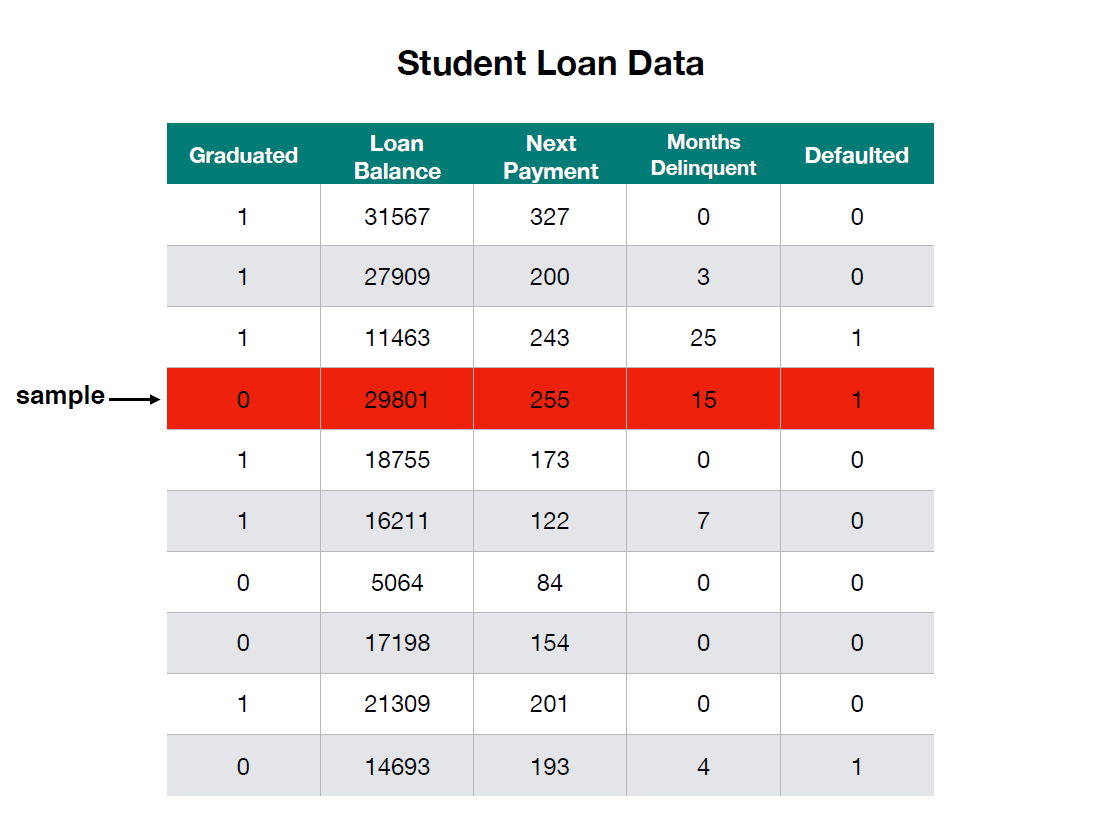 Student Loan Data
Graduated Loan Balance Next Payment Months Delinquent Defaulted
1 31567 327 0 0
1 27909 200 3 0
1 11463 243 25 1
sample 0 29801 255 15 1
1 18755 173 0 0
1 16211 122 7 0
0 5064 84 0 0
0 17198 154 0 0
1 21309 201 0 0
0 14693 193 4 1